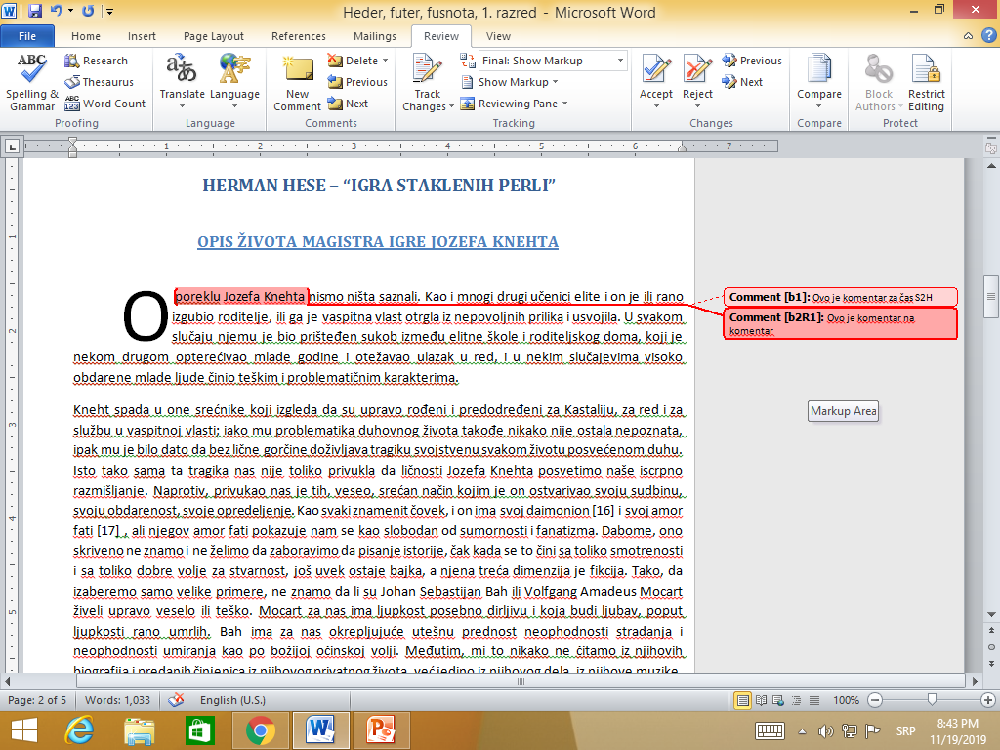 Heder, futer, fusnota, 1. razred - Microsoft Word
File Home Insert Page Layout References Mailings Review View
ABC
Spelling & Grammar
Research
Thesaurus
ABC 123 Word Count
Proofing
Translate
Language
Language
New Comment
Delete
Previous
Next
Comments
Track Changes
Final: Show Markup
Show Markup
Reviewing Pane
Tracking
Accept
Reject
Previous
Next
Changes
Compare
Compare
Block Authors
Restrict Editing
Protect
1 2 3 4 5 6 7
HERMAN HESE – “IGRA STAKLENIH PERLI”
OPIS ŽIVOTA MAGISTRA IGRE JOZEFA KNEHTA
O poreklu Jozefa Knehta nismo ništa saznali. Kao i mnogi drugi učenici elite i on je ili rano
izgubio roditelje, ili ga je vaspitna vlast otrgla iz nepovoljnih prilika i usvojila. U svakom
slučaju njemu je bio prišteđen sukob između elitne škole i roditeljskog doma, koji je
nekom drugom opterećivao mlade godine i otežavao ulazak u red, i u nekim slučajevima visoko
obdarene mlade ljude činio teškim i problematičnim karakterima.
Kneht spada u one srećnike koji izgleda da su upravo rođeni i predodređeni za Kastaliju, za red i za
službu u vaspitnoj vlasti; iako mu problematika duhovnog života takođe nikako nije ostala nepoznata,
ipak mu je bilo dato da bez lične gorčine doživljava tragiku svojstvenu svakom životu posvećenom duhu.
Isto tako sama ta tragika nas nije toliko privukla da ličnosti Jozefa Knehta posvetimo naše iscrpno
razmišljanje. Naprotiv, privukao nas je tih, veseo, srećan način kojim je on ostvarivao svoju sudbinu,
svoju obdarenost, svoje opredeljenje. Kao svaki znamenit čovek, i on ima svoj daimonion [16] i svoj amor
fati [17] , ali njegov amor fati pokazuje nam se kao slobodan od sumornosti i fanatizma. Dabome, ono
skriveno ne znamo i ne želimo da zaboravimo da pisanje istorije, čak kada se to čini sa toliko smotrenosti
i sa toliko dobre volje za stvarnost, još uvek ostaje bajka, a njena treća dimenzija je fikcija. Tako, da
izaberemo samo velike primere, ne znamo da li su Johan Sebastijan Bah ili Volfgang Amadeus Mocart
živeli upravo veselo ili teško. Mocart za nas ima ljupkost posebno dirljivu i koja budi ljubav, poput
ljupkosti rano umrlih. Bah ima za nas okrepljujuće utešnu prednost neophodnosti stradanja i
neophodnosti umiranja kao po božijoj očinskoj volji. Međutim, mi to nikako ne čitamo iz njihovih
biografija i predanih činjenica iz njihovog privatnog života, već jedino iz njihovog dela, iz njihove muzike.
Comment [b1]: Ovo je komentar za čas S2H
Comment [b2R1]: Ovo je komentar na
komentar
Markup Area
1
2
3
4
5
Page: 2 of 5 Words: 1,033 English (U.S.) 100%
SRP
8:43 PM
11/19/2019